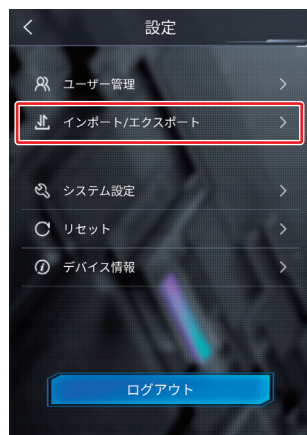 設定
ユーザー管理
インポート/エクスポート
システム設定
リセット
デバイス情報
ログアウト